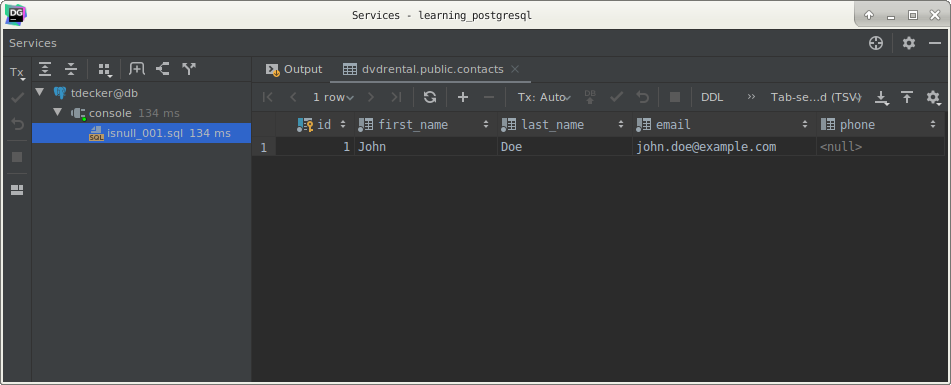 DG
Services - learning_postgresql
Services
Tx
tdecker@db
console 134 ms
SQL isnull_001.sql 134 ms
Output
dvdrental.public.contacts
1 row
Tx: Auto
DB
DDL
Tab-se...d (TSV)
id first_name last_name email phone
1 1 John Doe john.doe@example.com <null>